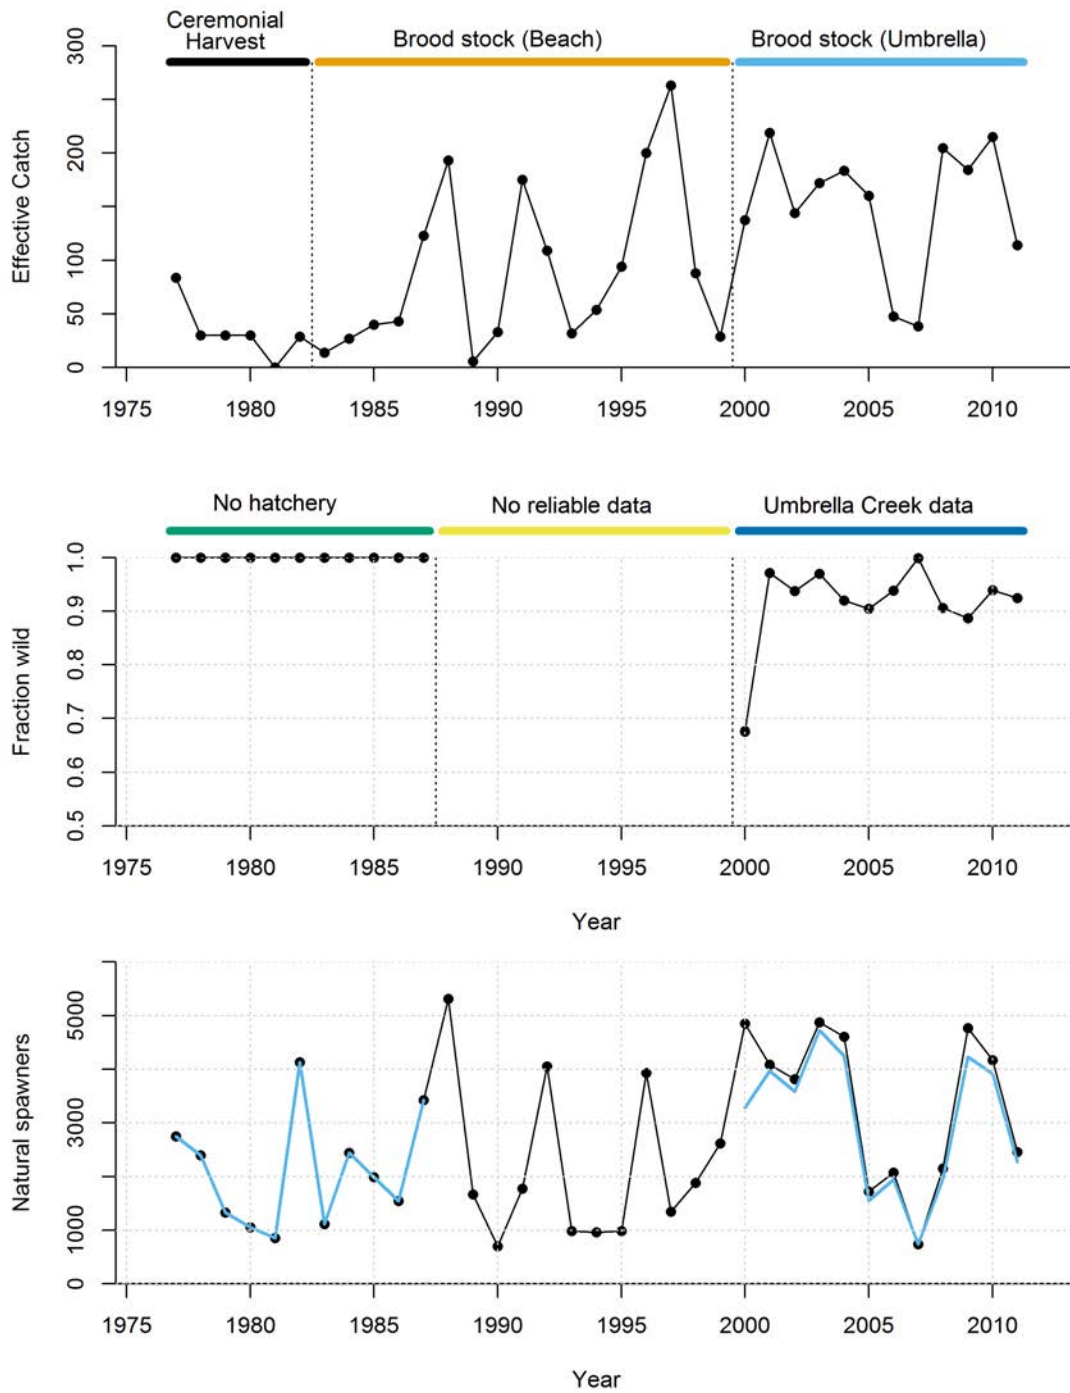 Ceremonial
Harvest
Brood stock (Beach)
Brood stock (Umbrella)
Effective Catch
300
200
100
50
0
1975 1980 1985 1990 1995 2000 2005 2010
No hatchery
No reliable data
Umbrella Creek data
Fraction wild
1.0
0.9
0.8
0.7
0.6
0.5
1975 1980 1985 1990 1995 2000 2005 2010
Year
Natural spawners
5000
3000
1000
0
1975 1980 1985 1990 1995 2000 2005 2010
Year